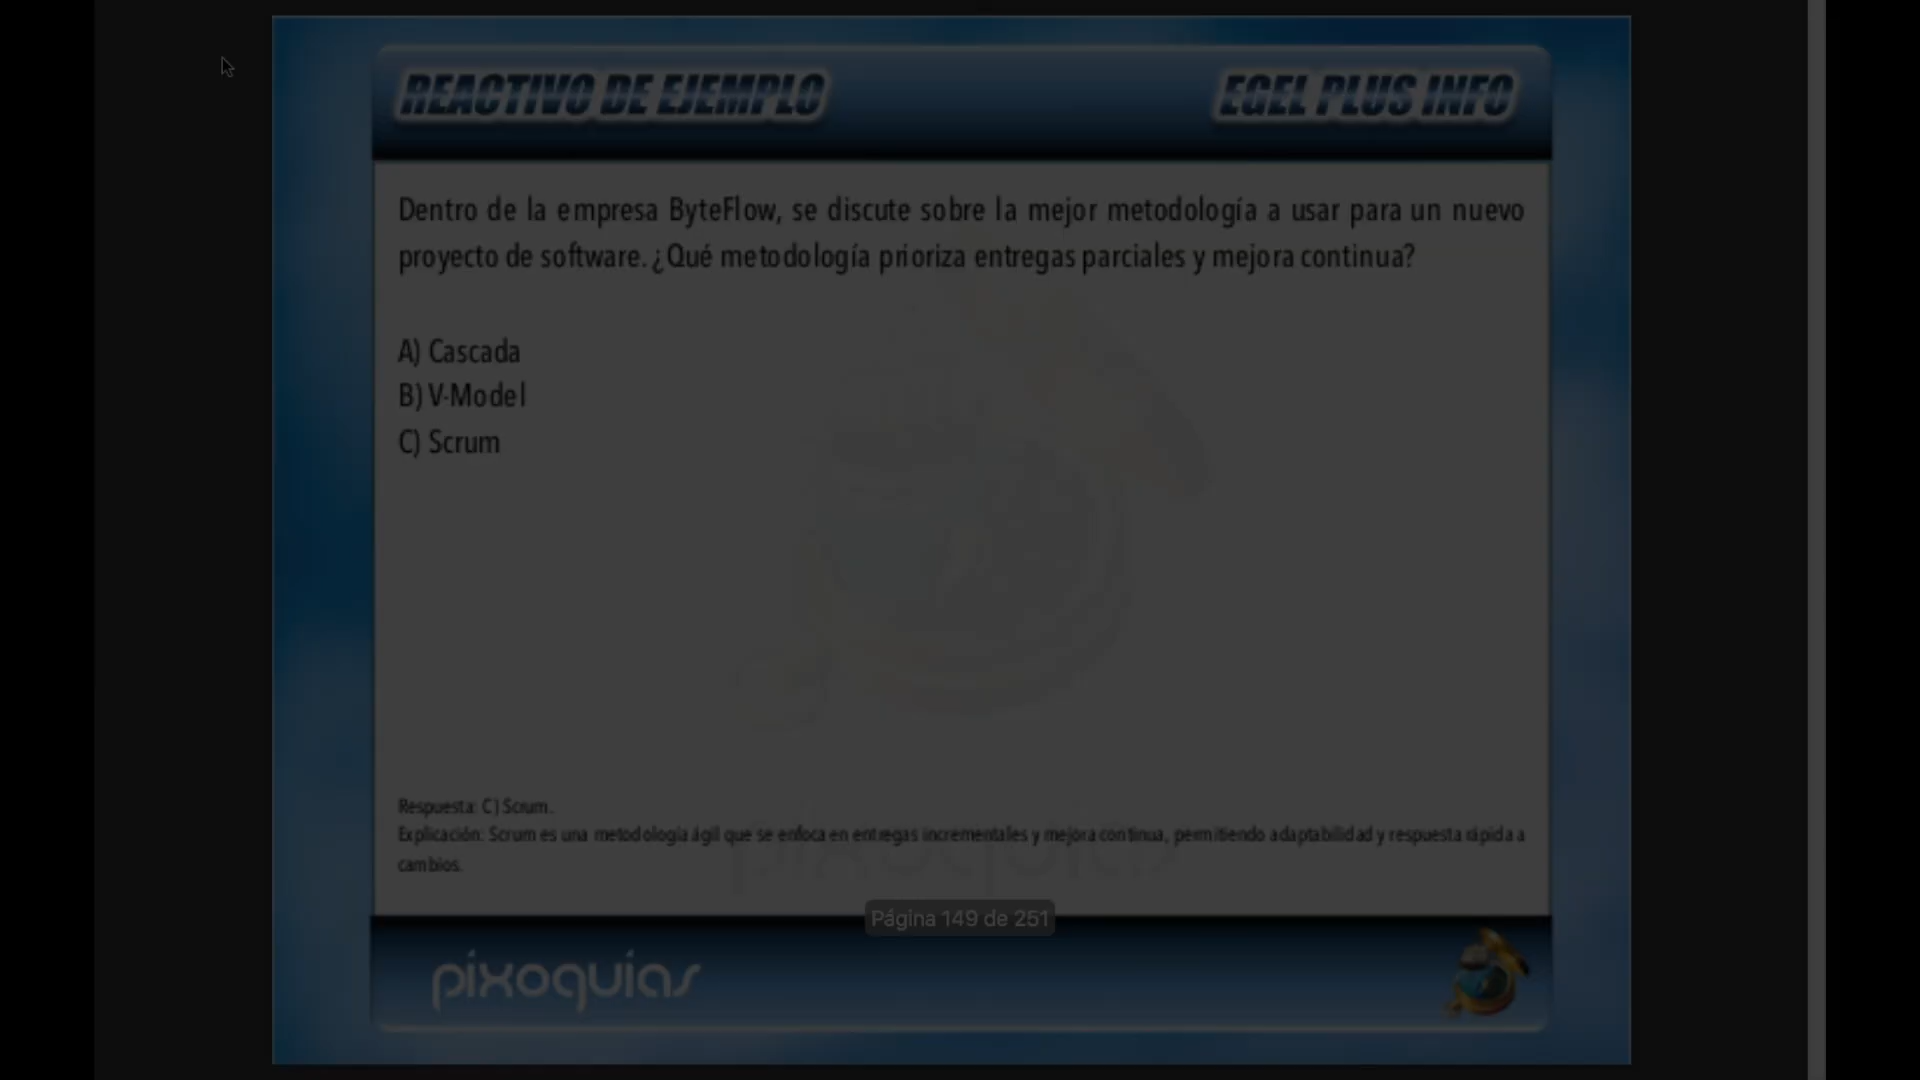 REACTIVO DE EJEMPLO
EGEL PLUS INFO
Dentro de la empresa ByteFlow, se discute sobre la mejor metodología a usar para un nuevo
proyecto de software. ¿Qué metodología prioriza entregas parciales y mejora continua?
A) Cascada
B) V-Model
C) Scrum
Respuesta: C) Scrum.
Explicación: Scrum es una metodología ágil que se enfoca en entregas incrementales y mejora continua, permitiendo adaptabilidad y respuesta rápida a
cambios.
pixoquias
Página 149 de 251
pixoguias